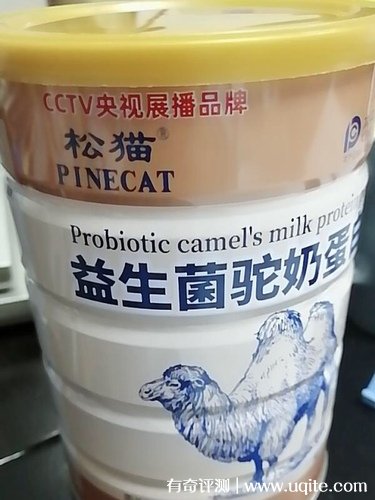 CCTV央视展播品牌
松猫®
PINECAT
Probiotic camel's milk protein
益生菌驼奶蛋
有奇评测 | www.uqite.com